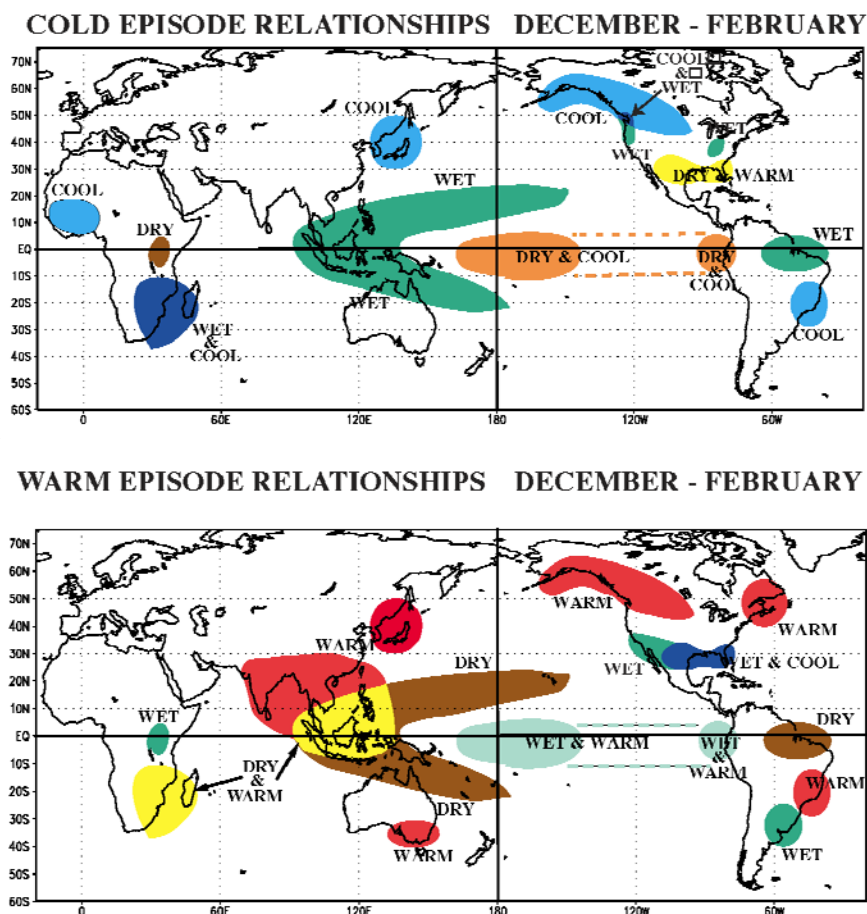 COLD EPISODE RELATIONSHIPS DECEMBER - FEBRUARY
70N
60N
50N
40N
30N
20N
10N
EQ
10S
20S
30S
40S
50S
60S
COOL
DRY
WET
& COOL
COOL
WET
WET
COOL
&
WET
COOL
WET
WET
DRY & WARM
DRY & COOL
DRY
& COOL
WET
COOL
0
60E
120E
180
120W
60W
WARM EPISODE RELATIONSHIPS DECEMBER - FEBRUARY
70N
60N
50N
40N
30N
20N
10N
EQ
10S
20S
30S
40S
50S
60S
WET
DRY
& WARM
WARM
DRY
DRY
WARM
WARM
WARM
WET
WET & COOL
WET & WARM
WET
& WARM
DRY
WARM
WET
0
60E
120E
180
120W
60W